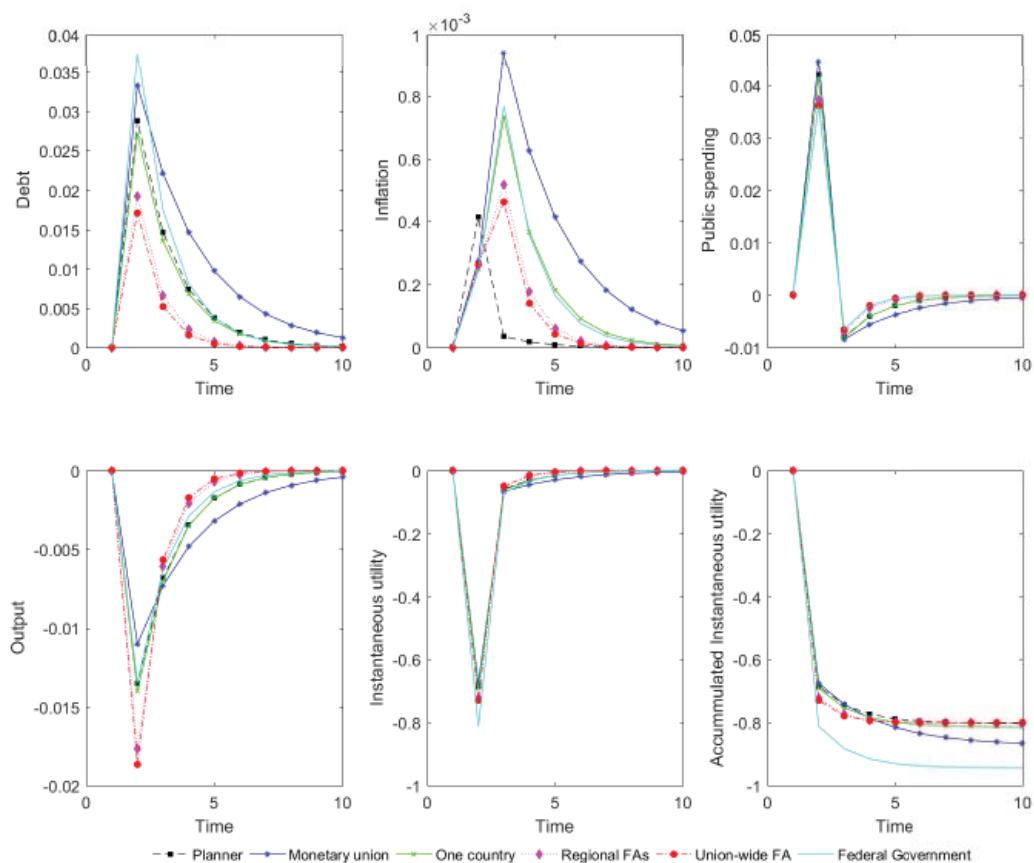 ×10⁻³
0.04
0.035
0.03
0.025
0.02
0.015
0.01
0.005
0
Debt
0 5 10
Time
1
0.8
0.6
0.4
0.2
0
Inflation
0 5 10
Time
0.05
0.04
0.03
0.02
0.01
0
-0.01
Public spending
0 5 10
Time
0
-0.005
-0.01
-0.015
-0.02
Output
0 5 10
Time
0
-0.2
-0.4
-0.6
-0.8
-1
Instantaneous utility
0 5 10
Time
0
-0.2
-0.4
-0.6
-0.8
-1
Accummulated Instantaneous utility
0 5 10
Time
Planner Monetary union One country Regional FAs Union-wide FA Federal Government